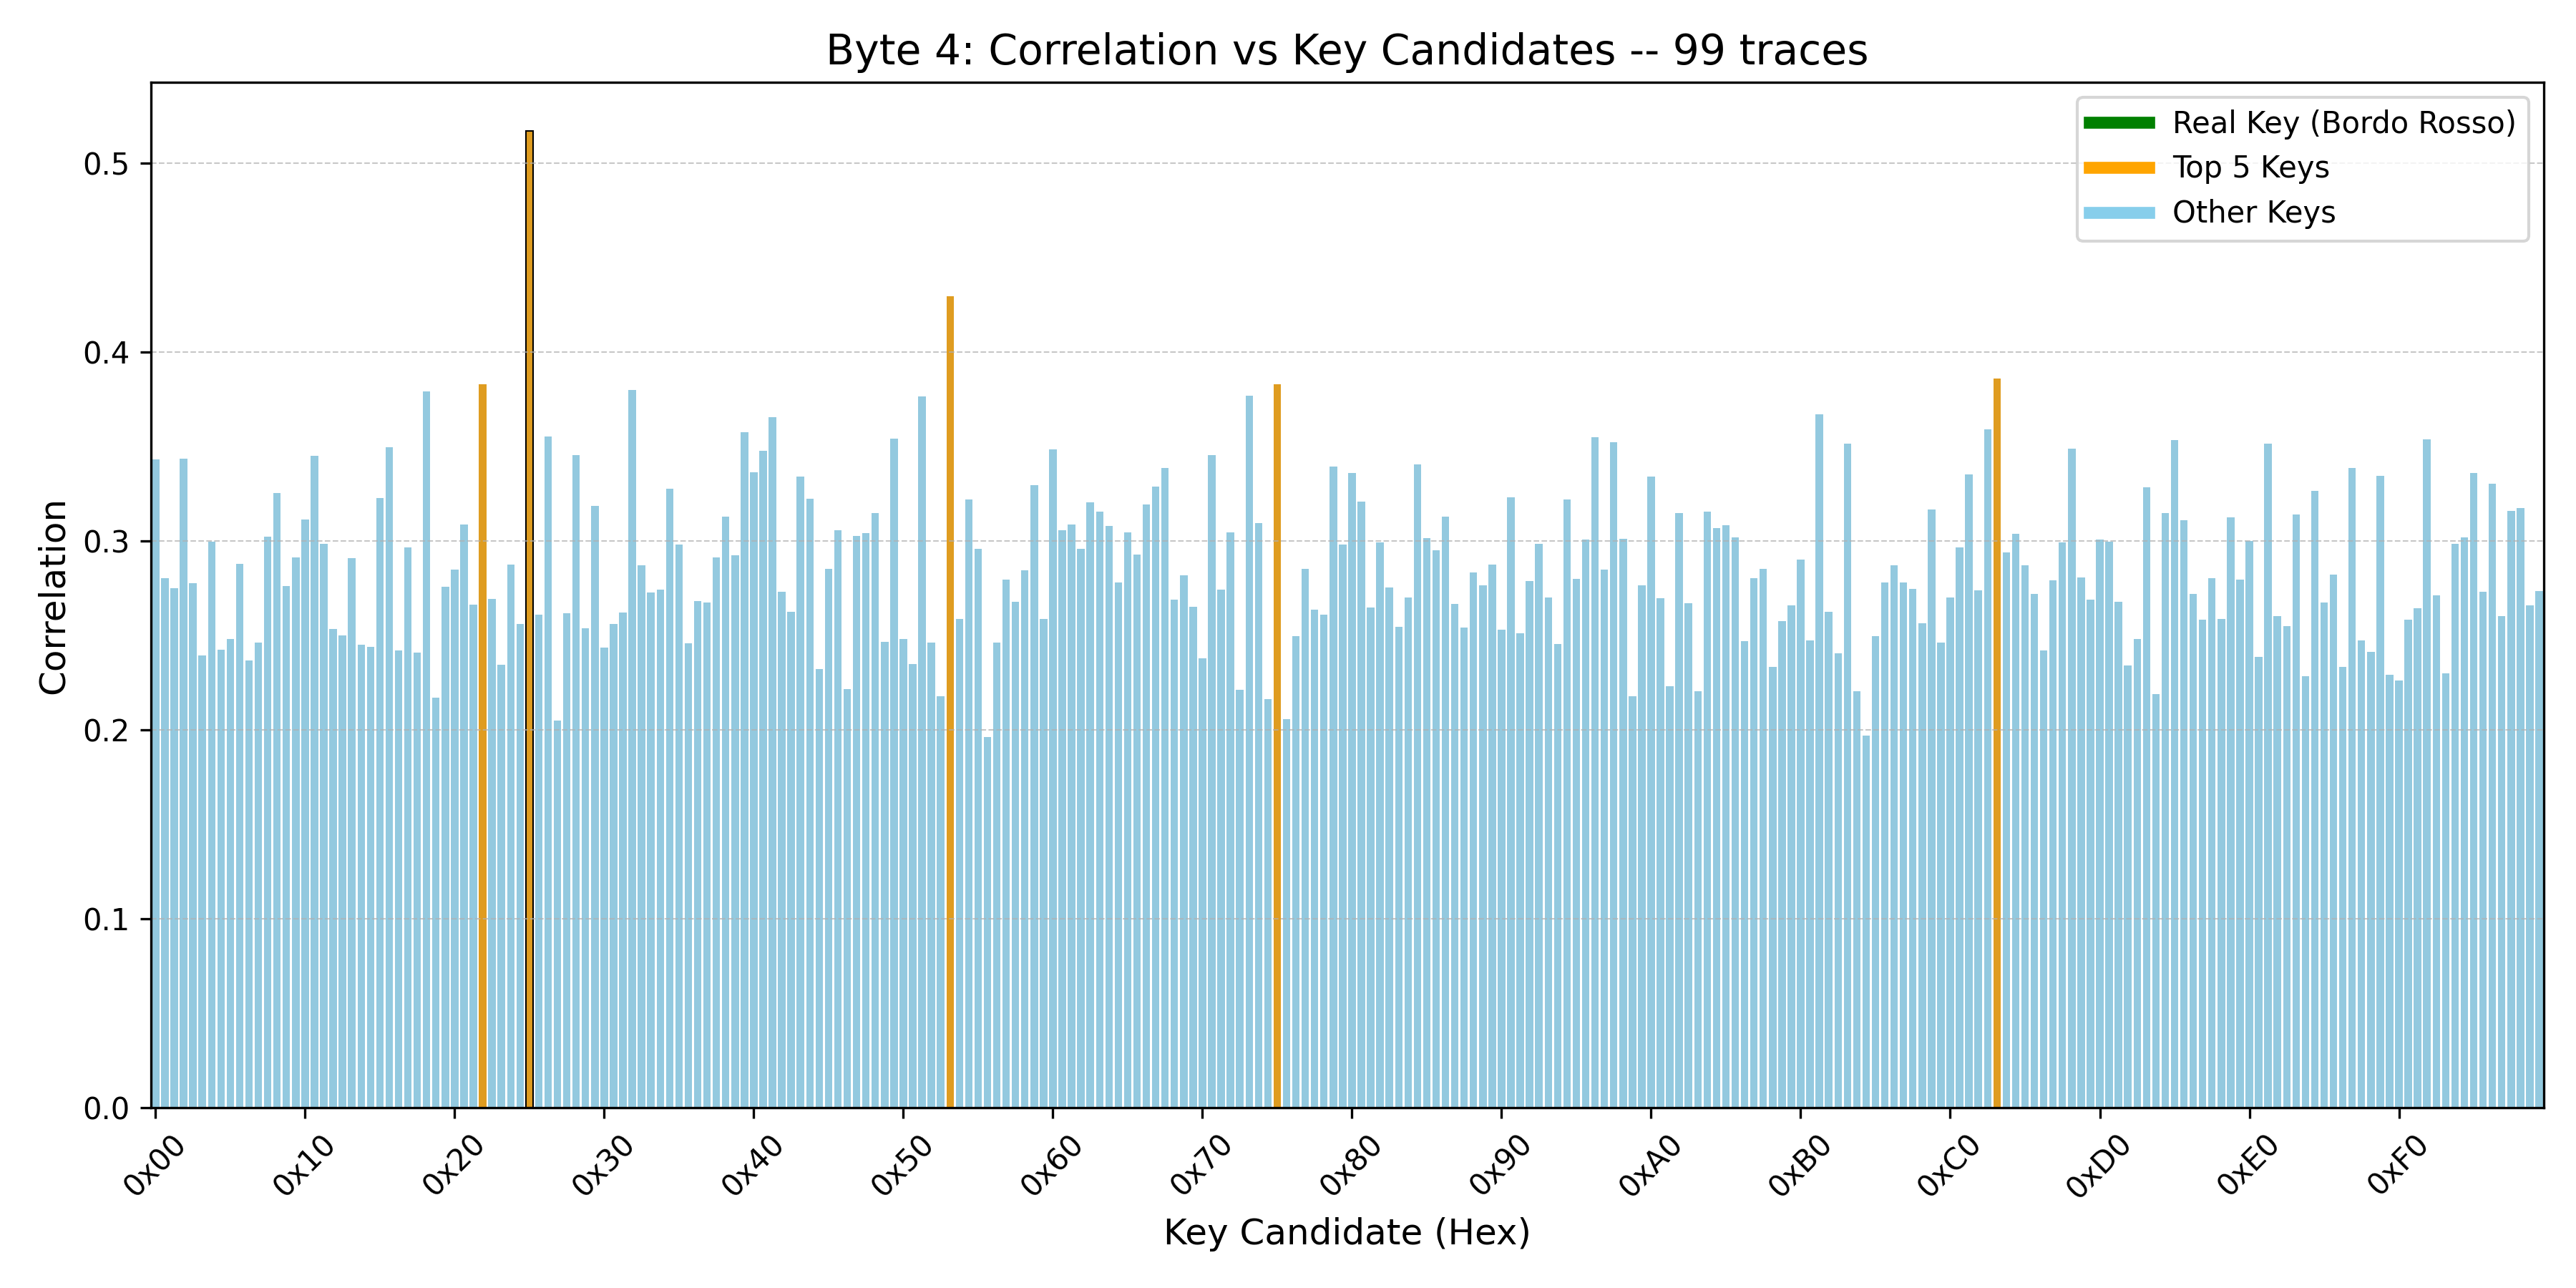 Byte 4: Correlation vs Key Candidates -- 99 traces
Real Key (Bordo Rosso)
Top 5 Keys
Other Keys
Correlation
0.5
0.4
0.3
0.2
0.1
0.0
0x00 0x10 0x20 0x30 0x40 0x50 0x60 0x70 0x80 0x90 0xA0 0xB0 0xC0 0xD0 0xE0 0xF0
Key Candidate (Hex)